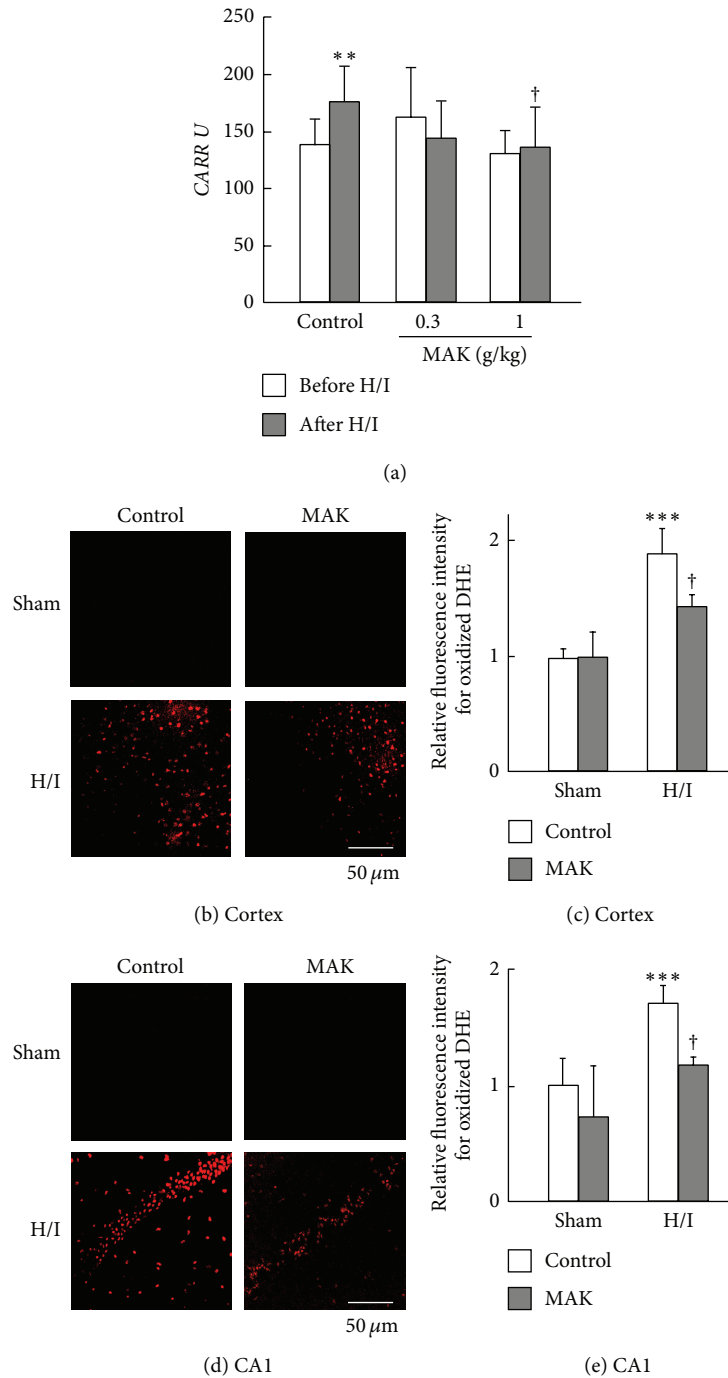 250
200
150
100
50
0
CARR U
**
†
Control
0.3
1
MAK (g/kg)
Before H/I
After H/I
(a)
Control
MAK
Sham
H/I
50 μm
(b) Cortex
Relative fluorescence intensity
for oxidized DHE
2
1
0
***
†
Sham
H/I
Control
MAK
(c) Cortex
Control
MAK
Sham
H/I
50 μm
(d) CA1
Relative fluorescence intensity
for oxidized DHE
2
1
0
***
†
Sham
H/I
Control
MAK
(e) CA1